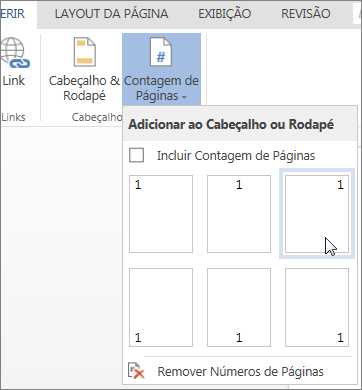 ERIR LAYOUT DA PÁGINA EXIBIÇÃO REVISÃO
Link
Cabeçalho &
Rodapé
Contagem de
Páginas
Links
Cabeçalho
Adicionar ao Cabeçalho ou Rodapé
Incluir Contagem de Páginas
1 1 1
1 1 1
Remover Números de Páginas